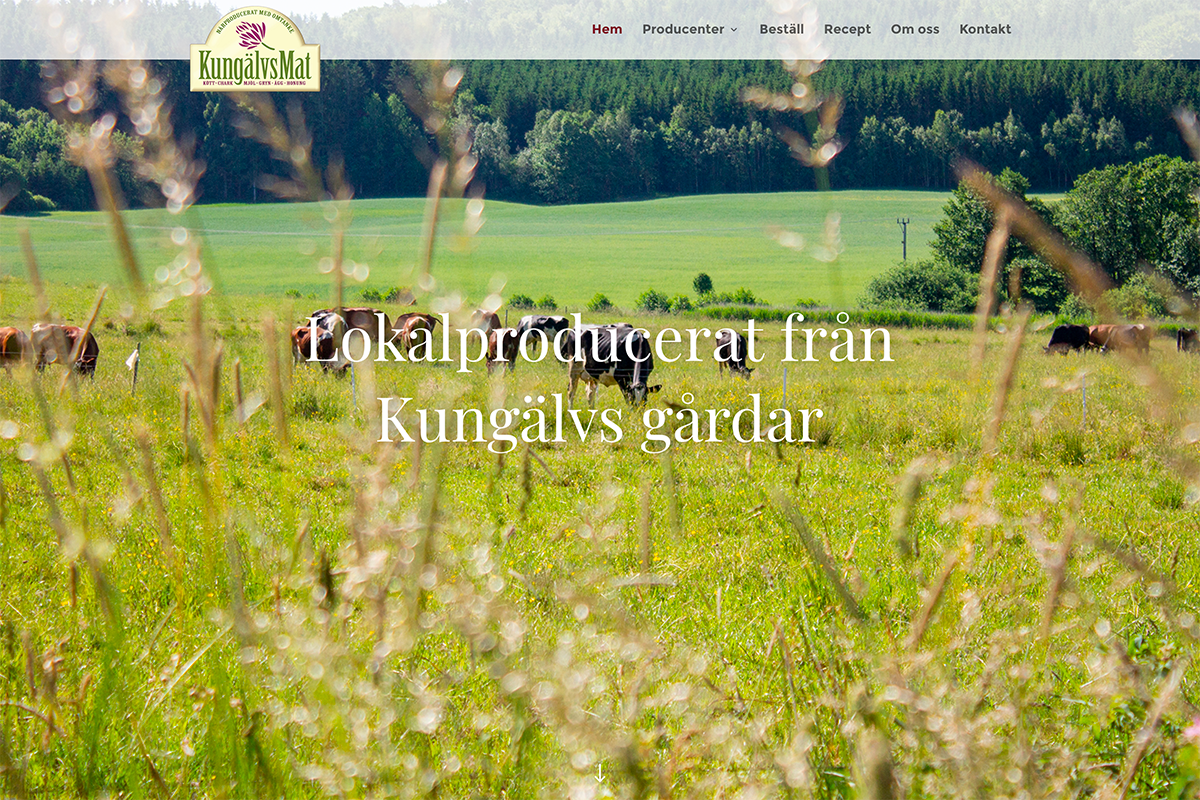 NÄRPRODUCERAT MED OMTANKE
KungälvsMat
KÖTT · CHARK · MJÖL · GRYN · ÄGG · HONUNG
Hem Producenter Beställ Recept Om oss Kontakt
Lokalproducerat från
Kungälvs gårdar